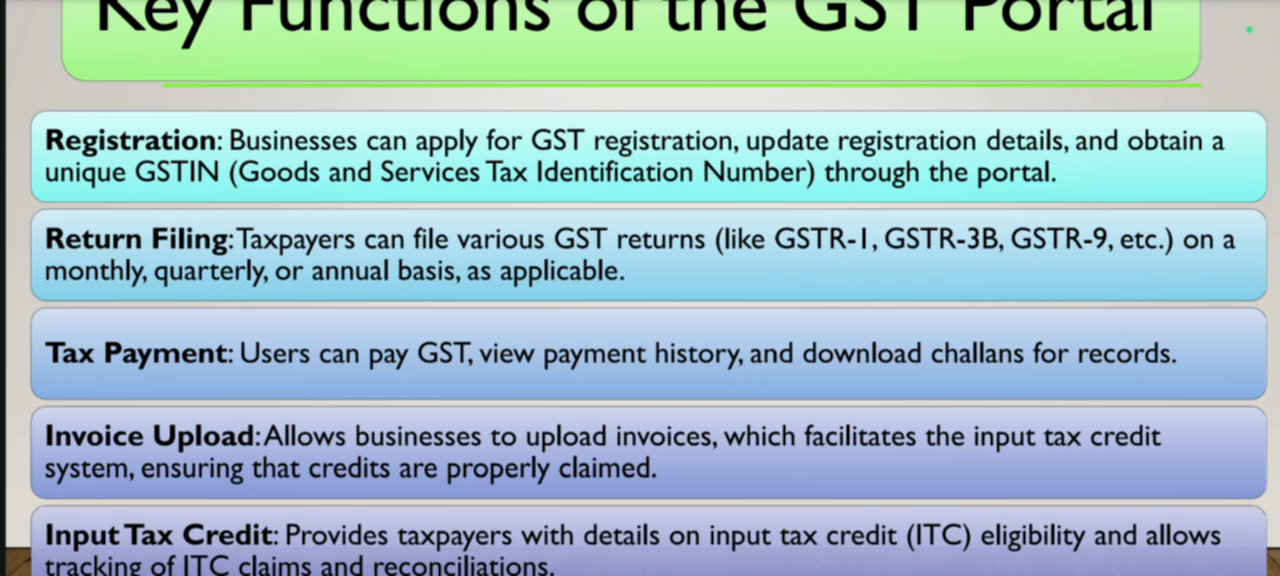 Key Functions of the GST Portal
Registration: Businesses can apply for GST registration, update registration details, and obtain a
unique GSTIN (Goods and Services Tax Identification Number) through the portal.
Return Filing: Taxpayers can file various GST returns (like GSTR-1, GSTR-3B, GSTR-9, etc.) on a
monthly, quarterly, or annual basis, as applicable.
Tax Payment: Users can pay GST, view payment history, and download challans for records.
Invoice Upload: Allows businesses to upload invoices, which facilitates the input tax credit
system, ensuring that credits are properly claimed.
Input Tax Credit: Provides taxpayers with details on input tax credit (ITC) eligibility and allows
tracking of ITC claims and reconciliations.